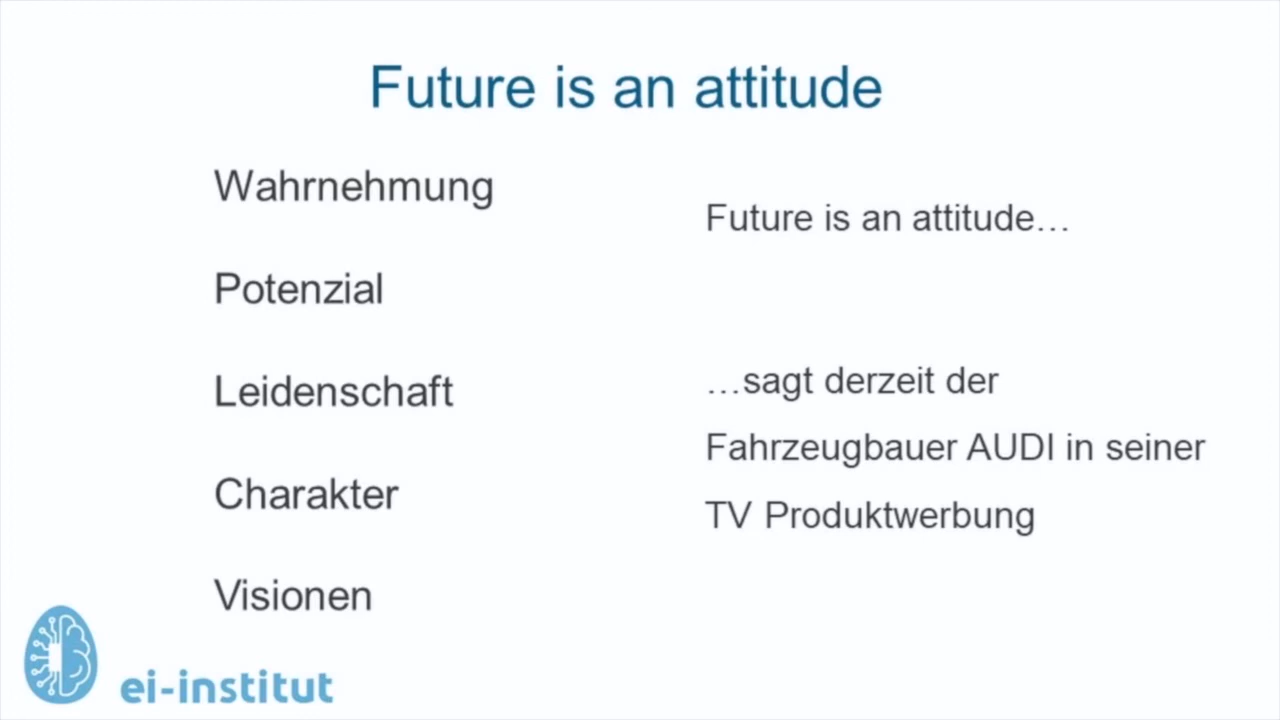 Future is an attitude
Wahrnehmung
Potenzial
Leidenschaft
Charakter
Visionen
Future is an attitude…
…sagt derzeit der
Fahrzeugbauer AUDI in seiner
TV Produktwerbung
ei-institut